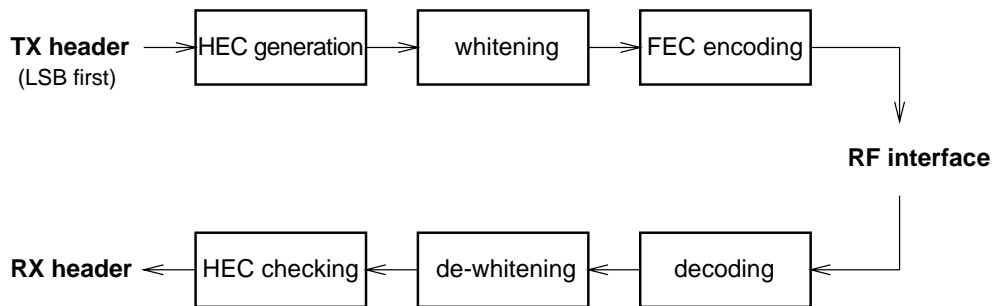 TX header
(LSB first)
HEC generation
whitening
FEC encoding
RF interface
RX header
HEC checking
de-whitening
decoding